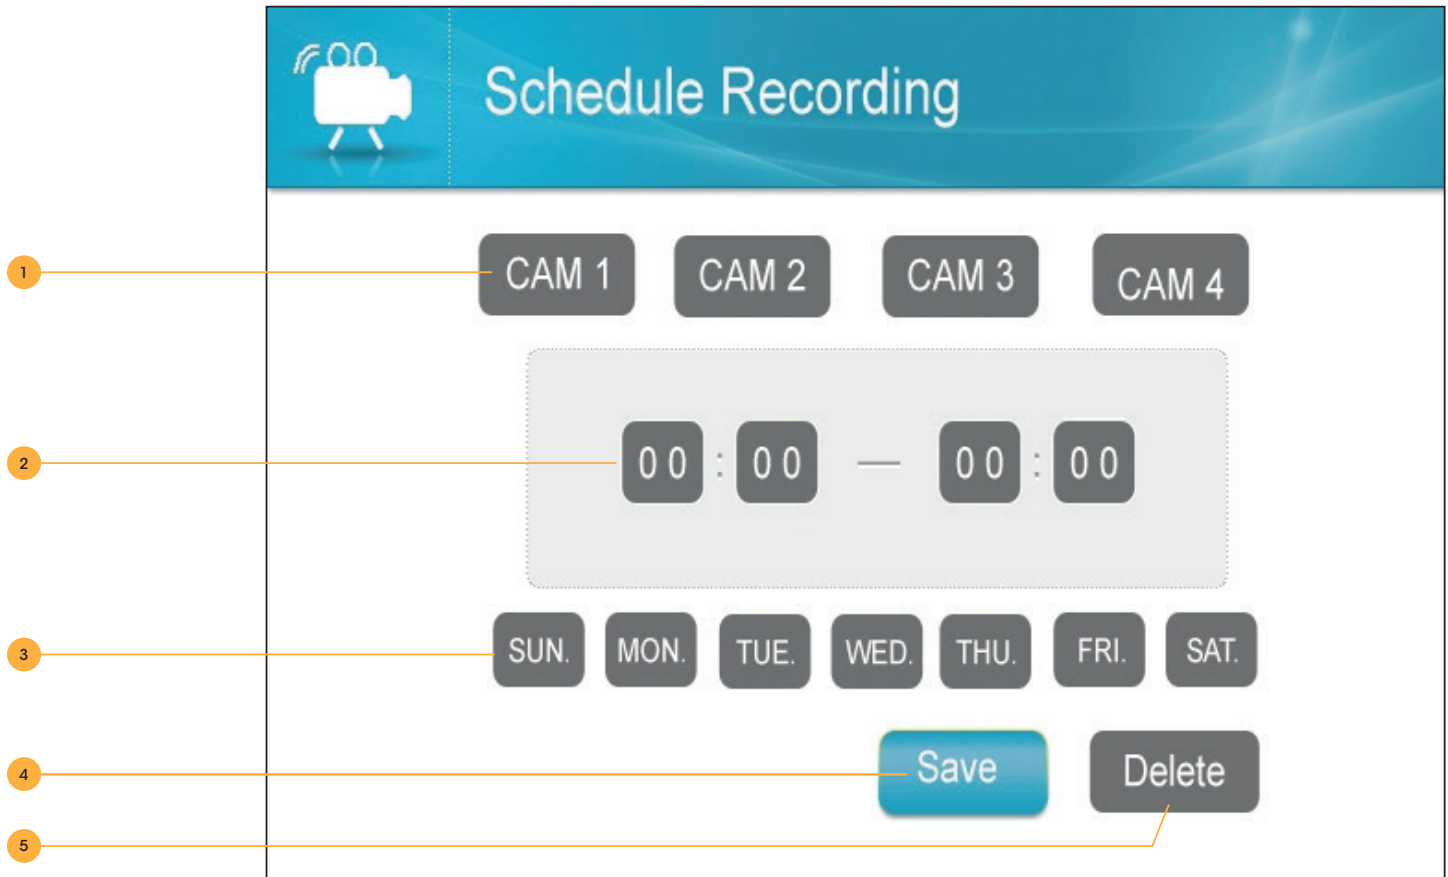 Schedule Recording
1 CAM 1 CAM 2 CAM 3 CAM 4
2 00 : 00 — 00 : 00
3 SUN. MON. TUE. WED. THU. FRI. SAT.
4 Save Delete
5